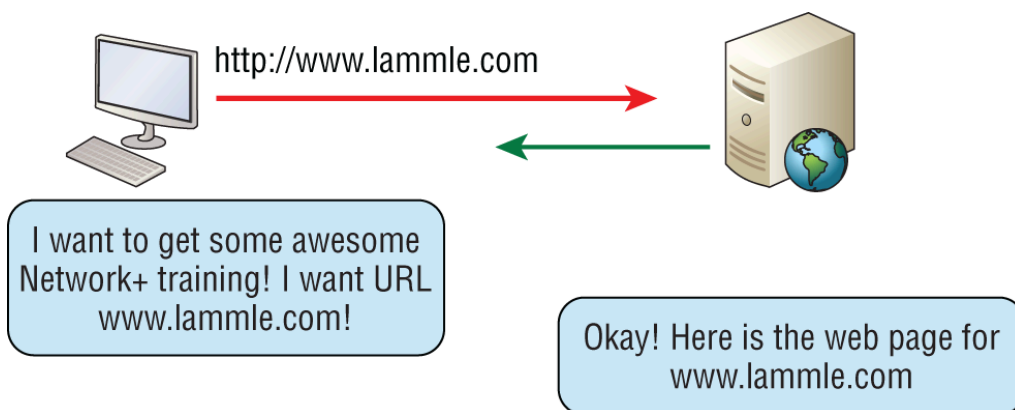 http://www.lammle.com
I want to get some awesome
Network+ training! I want URL
www.lammle.com!
Okay! Here is the web page for
www.lammle.com